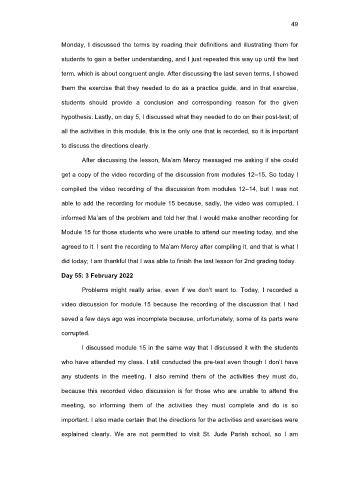 49
Monday, I discussed the terms by reading their definitions and illustrating them for
students to gain a better understanding, and I just repeated this way up until the last
term, which is about congruent angle. After discussing the last seven terms, I showed
them the exercise that they needed to do as a practice guide, and in that exercise,
students should provide a conclusion and corresponding reason for the given
hypothesis. Lastly, on day 5, I discussed what they needed to do on their post-test; of
all the activities in this module, this is the only one that is recorded, so it is important
to discuss the directions clearly.
After discussing the lesson, Ma'am Mercy messaged me asking if she could
get a copy of the video recording of the discussion from modules 12–15. So today I
compiled the video recording of the discussion from modules 12–14, but I was not
able to add the recording for module 15 because, sadly, the video was corrupted. I
informed Ma'am of the problem and told her that I would make another recording for
Module 15 for those students who were unable to attend our meeting today, and she
agreed to it. I sent the recording to Ma'am Mercy after compiling it, and that is what I
did today; I am thankful that I was able to finish the last lesson for 2nd grading today.
Day 55: 3 February 2022
Problems might really arise, even if we don't want to. Today, I recorded a
video discussion for module 15 because the recording of the discussion that I had
saved a few days ago was incomplete because, unfortunately, some of its parts were
corrupted.
I discussed module 15 in the same way that I discussed it with the students
who have attended my class. I still conducted the pre-test even though I don't have
any students in the meeting. I also remind them of the activities they must do,
because this recorded video discussion is for those who are unable to attend the
meeting, so informing them of the activities they must complete and do is so
important. I also made certain that the directions for the activities and exercises were
explained clearly. We are not permitted to visit St. Jude Parish school, so I am